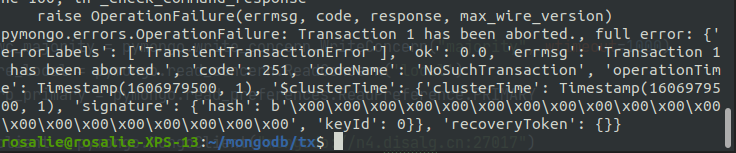 raise OperationFailure(errmsg, code, response, max_wire_version)
pymongo.errors.OperationFailure: Transaction 1 has been aborted., full error: {'
errorLabels': ['TransientTransactionError'], 'ok': 0.0, 'errmsg': 'Transaction 1
 has been aborted.', 'code': 251, 'codeName': 'NoSuchTransaction', 'operationTim
e': Timestamp(1606979500, 1), '$clusterTime': {'clusterTime': Timestamp(16069795
00, 1), 'signature': {'hash': b'\x00\x00\x00\x00\x00\x00\x00\x00\x00\x00\x00\x00
\x00\x00\x00\x00\x00\x00\x00\x00', 'keyId': 0}}, 'recoveryToken': {}}
rosalie@rosalie-XPS-13:~/mongodb/tx$